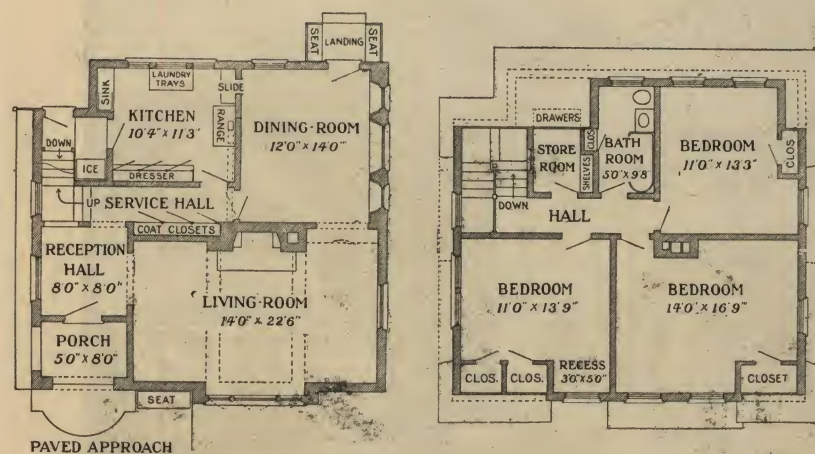 SEAT
LANDING
SEAT
LAUNDRY
TRAYS
SINK
SLIDE
KITCHEN
10'4" x 11'3"
RANGE
DINING-ROOM
12'0" x 14'0"
DOWN
ICE
DRESSER
UP
SERVICE HALL
COAT CLOSETS
RECEPTION
HALL
8'0" x 8'0"
LIVING-ROOM
14'0" x 22'6"
PORCH
5'0" x 8'0"
SEAT
PAVED APPROACH
DRAWERS
STORE
ROOM
CLOS
SHELVES
BATH
ROOM
5'0" x 9'8"
BEDROOM
11'0" x 13'3"
CLOS
DOWN
HALL
BEDROOM
11'0" x 13'9"
BEDROOM
14'0" x 16'9"
CLOS.
CLOS.
RECESS
3'0" x 5'0"
CLOSET